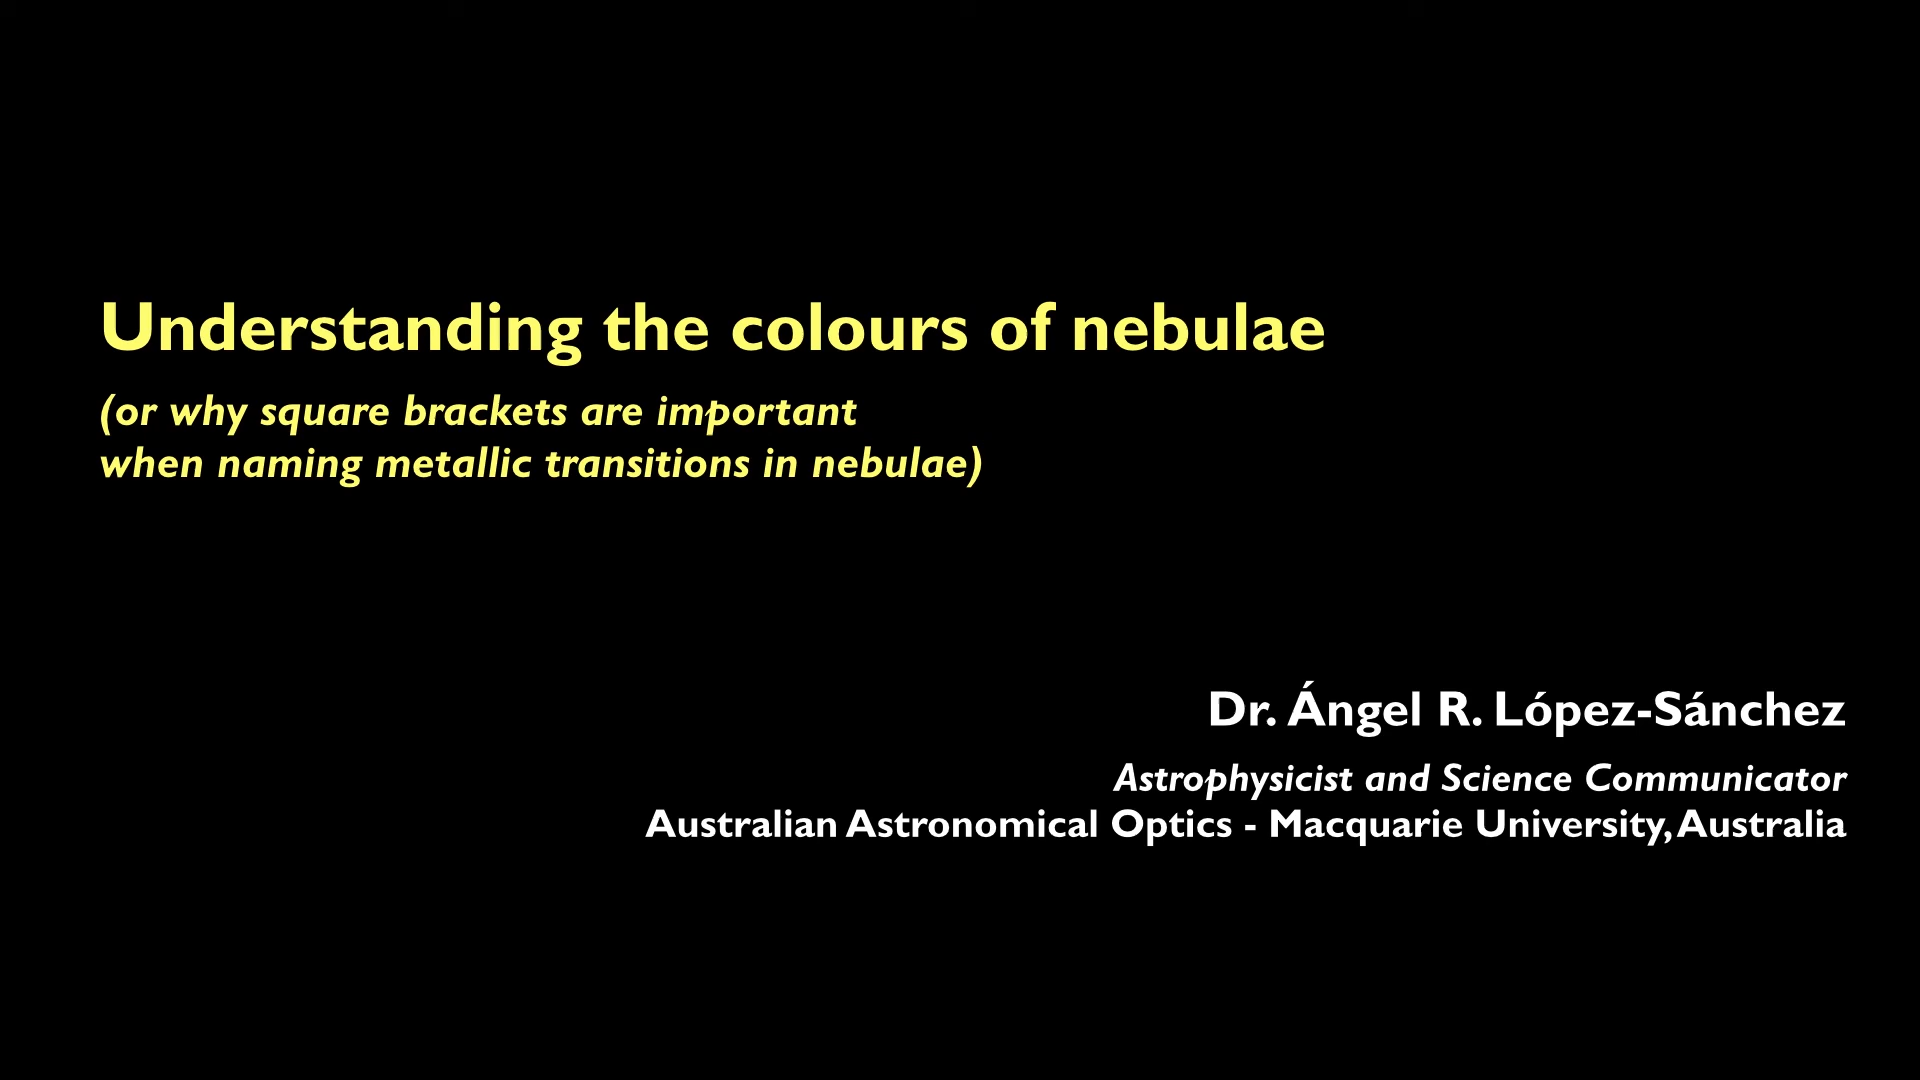 Understanding the colours of nebulae
(or why square brackets are important
when naming metallic transitions in nebulae)
Dr. Ángel R. López-Sánchez
Astrophysicist and Science Communicator
Australian Astronomical Optics - Macquarie University, Australia